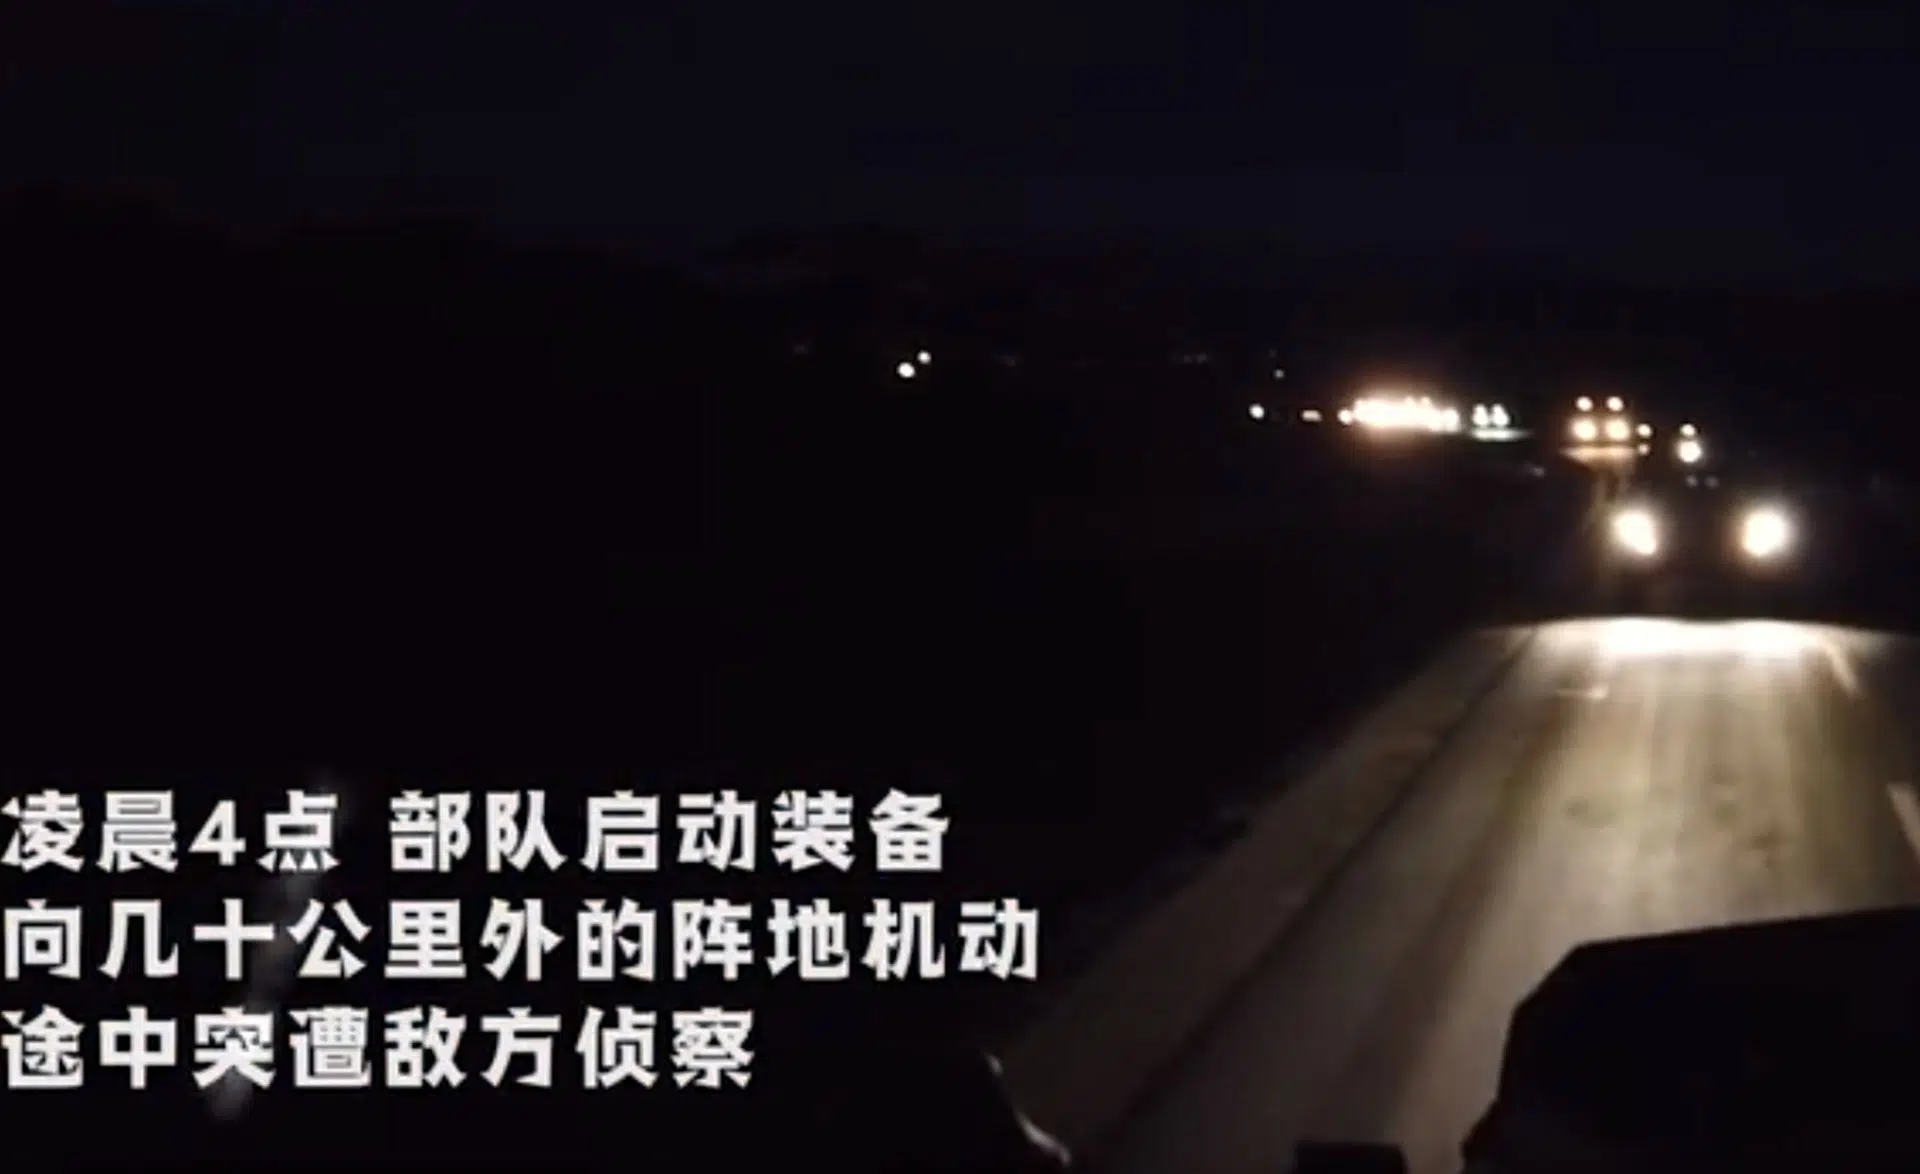 凌晨4点 部队启动装备
向几十公里外的阵地机动
途中突遭敌方侦察